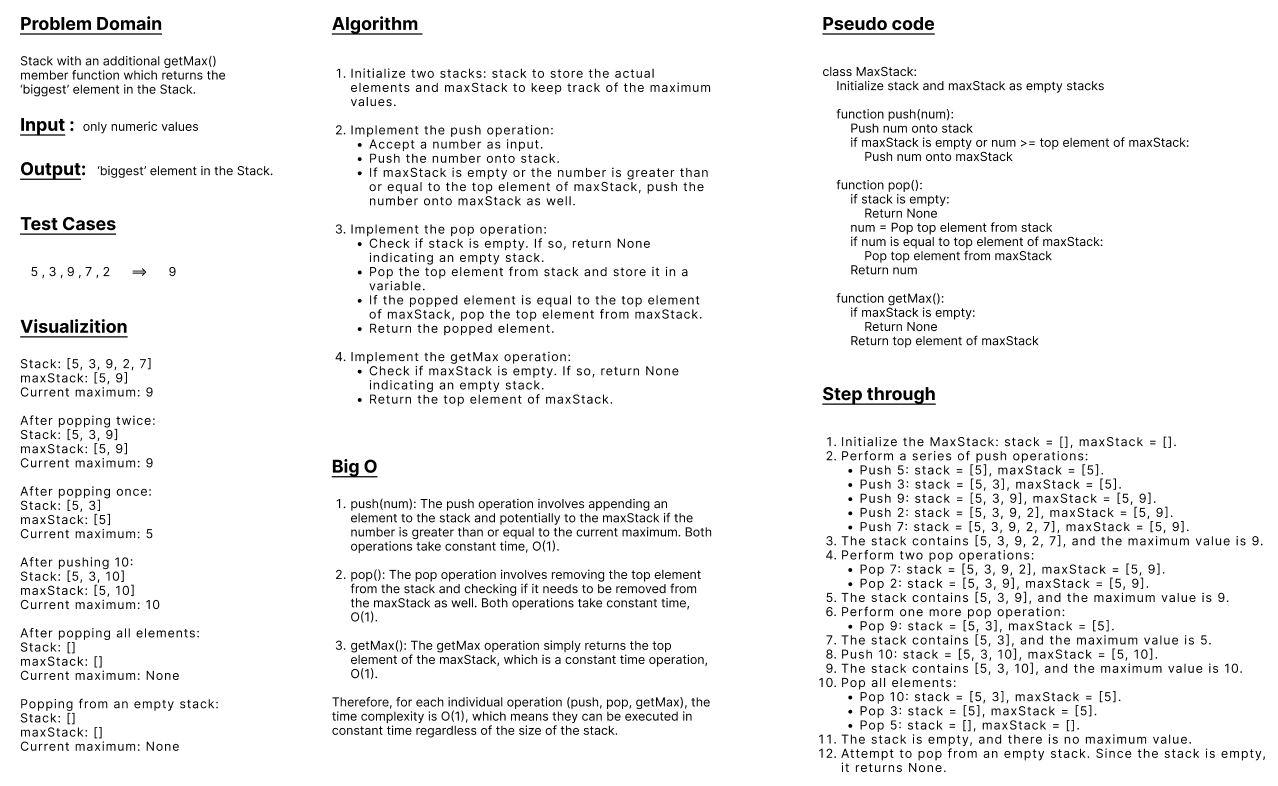 Problem Domain
Stack with an additional getMax()
member function which returns the
‘biggest’ element in the Stack.
Input : only numeric values
Output: ‘biggest’ element in the Stack.
Test Cases
5 , 3 , 9 , 7 , 2 ⟹ 9
Visualizition
Stack: [5, 3, 9, 2, 7]
maxStack: [5, 9]
Current maximum: 9
After popping twice:
Stack: [5, 3, 9]
maxStack: [5, 9]
Current maximum: 9
After popping once:
Stack: [5, 3]
maxStack: [5]
Current maximum: 5
After pushing 10:
Stack: [5, 3, 10]
maxStack: [5, 10]
Current maximum: 10
After popping all elements:
Stack: []
maxStack: []
Current maximum: None
Popping from an empty stack:
Stack: []
maxStack: []
Current maximum: None
Algorithm
1. Initialize two stacks: stack to store the actual
elements and maxStack to keep track of the maximum
values.
2. Implement the push operation:
• Accept a number as input.
• Push the number onto stack.
• If maxStack is empty or the number is greater than
or equal to the top element of maxStack, push the
number onto maxStack as well.
3. Implement the pop operation:
• Check if stack is empty. If so, return None
indicating an empty stack.
• Pop the top element from stack and store it in a
variable.
• If the popped element is equal to the top element
of maxStack, pop the top element from maxStack.
• Return the popped element.
4. Implement the getMax operation:
• Check if maxStack is empty. If so, return None
indicating an empty stack.
• Return the top element of maxStack.
Big O
1. push(num): The push operation involves appending an
element to the stack and potentially to the maxStack if the
number is greater than or equal to the current maximum. Both
operations take constant time, O(1).
2. pop(): The pop operation involves removing the top element
from the stack and checking if it needs to be removed from
the maxStack as well. Both operations take constant time,
O(1).
3. getMax(): The getMax operation simply returns the top
element of the maxStack, which is a constant time operation,
O(1).
Therefore, for each individual operation (push, pop, getMax), the
time complexity is O(1), which means they can be executed in
constant time regardless of the size of the stack.
Pseudo code
class MaxStack:
Initialize stack and maxStack as empty stacks
function push(num):
Push num onto stack
if maxStack is empty or num >= top element of maxStack:
Push num onto maxStack
function pop():
if stack is empty:
Return None
num = Pop top element from stack
if num is equal to top element of maxStack:
Pop top element from maxStack
Return num
function getMax():
if maxStack is empty:
Return None
Return top element of maxStack
Step through
1. Initialize the MaxStack: stack = [], maxStack = [].
2. Perform a series of push operations:
• Push 5: stack = [5], maxStack = [5].
• Push 3: stack = [5, 3], maxStack = [5].
• Push 9: stack = [5, 3, 9], maxStack = [5, 9].
• Push 2: stack = [5, 3, 9, 2], maxStack = [5, 9].
• Push 7: stack = [5, 3, 9, 2, 7], maxStack = [5, 9].
3. The stack contains [5, 3, 9, 2, 7], and the maximum value is 9.
4. Perform two pop operations:
• Pop 7: stack = [5, 3, 9, 2], maxStack = [5, 9].
• Pop 2: stack = [5, 3, 9], maxStack = [5, 9].
5. The stack contains [5, 3, 9], and the maximum value is 9.
6. Perform one more pop operation:
• Pop 9: stack = [5, 3], maxStack = [5].
7. The stack contains [5, 3], and the maximum value is 5.
8. Push 10: stack = [5, 3, 10], maxStack = [5, 10].
9. The stack contains [5, 3, 10], and the maximum value is 10.
10. Pop all elements:
• Pop 10: stack = [5, 3], maxStack = [5].
• Pop 3: stack = [5], maxStack = [5].
• Pop 5: stack = [], maxStack = [].
11. The stack is empty, and there is no maximum value.
12. Attempt to pop from an empty stack. Since the stack is empty,
it returns None.